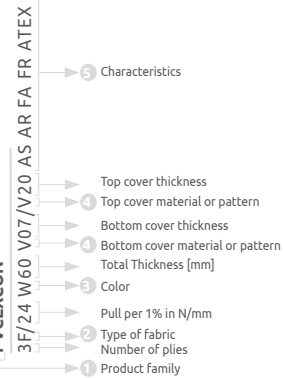 3F/24 W60 V07/V20 AS AR FA FR ATEX
5 Characteristics
Top cover thickness
4 Top cover material or pattern
Bottom cover thickness
4 Bottom cover material or pattern
Total Thickness [mm]
3 Color
Pull per 1% in N/mm
2 Type of fabric
Number of plies
1 Product family